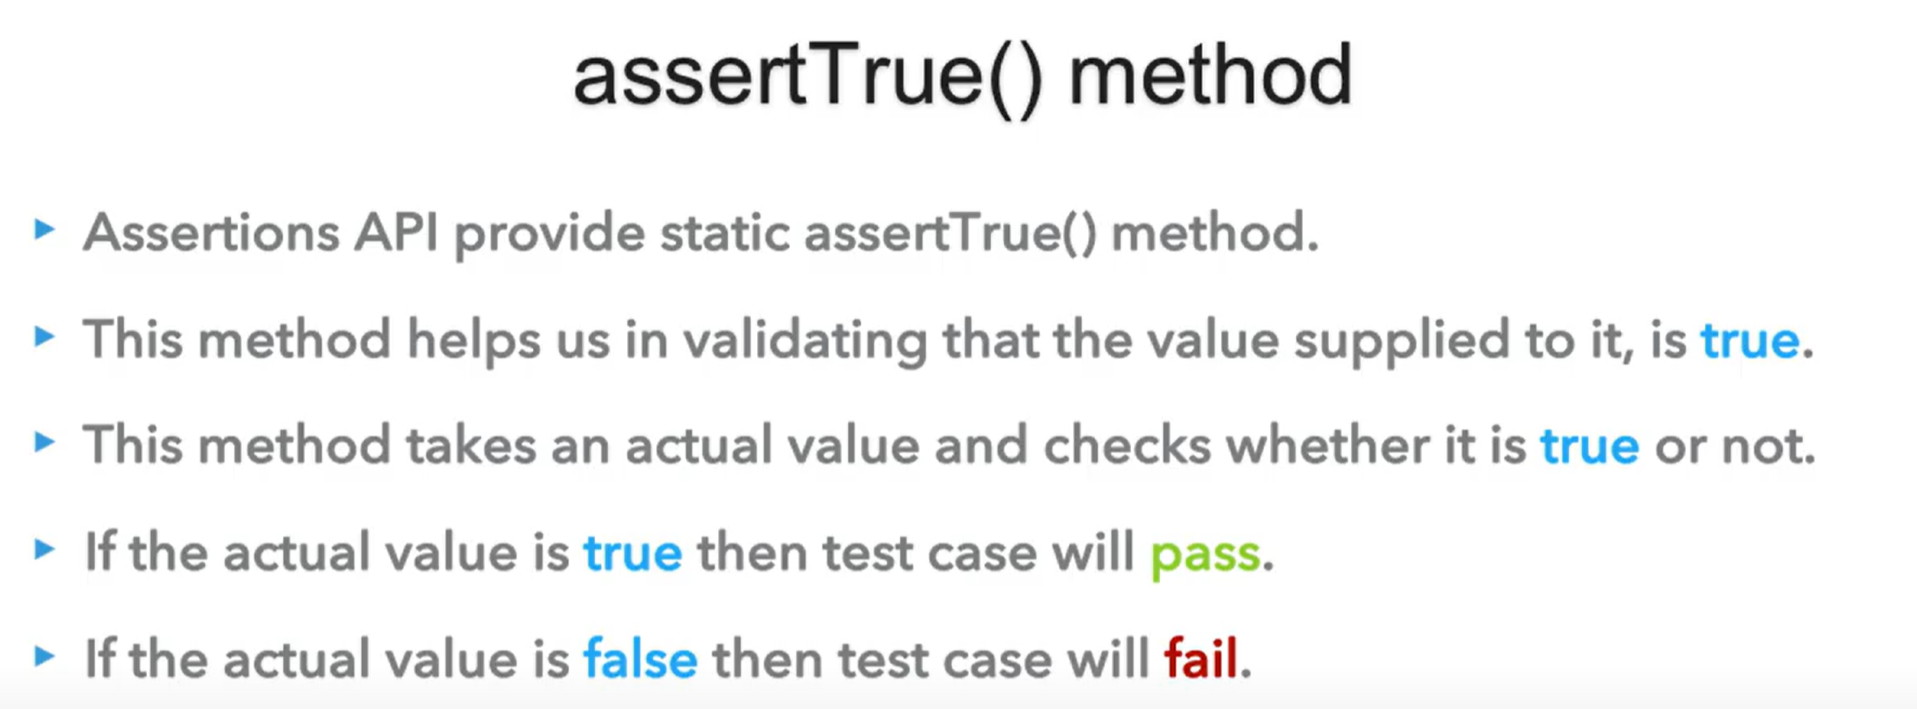 assertTrue() method
Assertions API provide static assertTrue() method.
This method helps us in validating that the value supplied to it, is true.
This method takes an actual value and checks whether it is true or not.
If the actual value is true then test case will pass.
If the actual value is false then test case will fail.